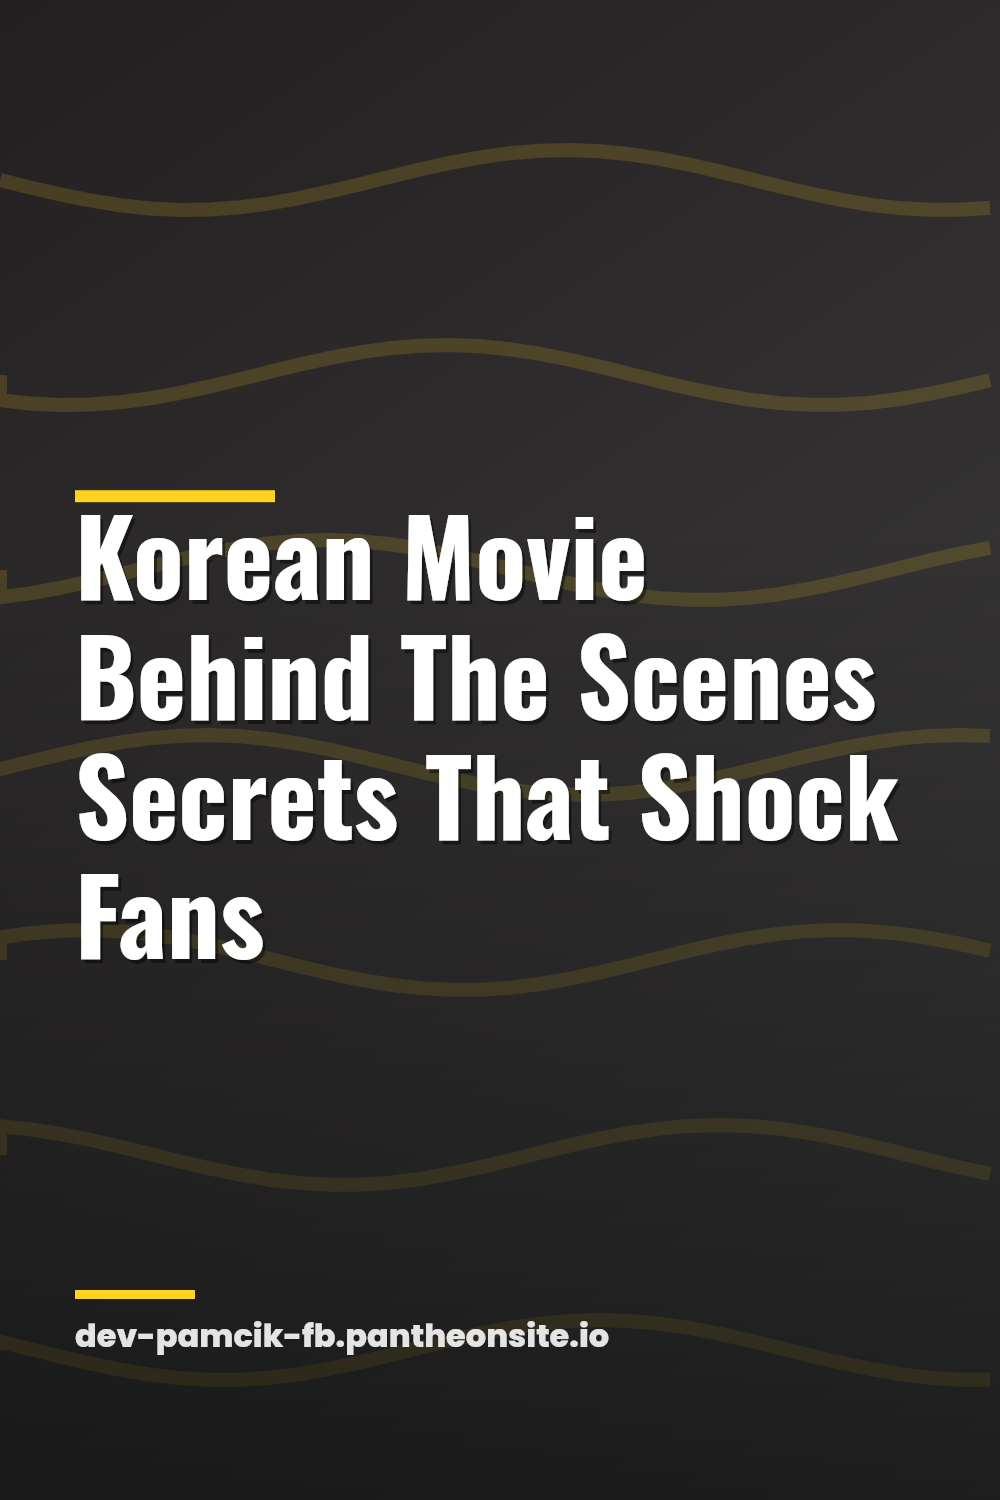 Korean Movie
Behind The Scenes
Secrets That Shock
Fans
dev-pamcik-fb.pantheonsite.io